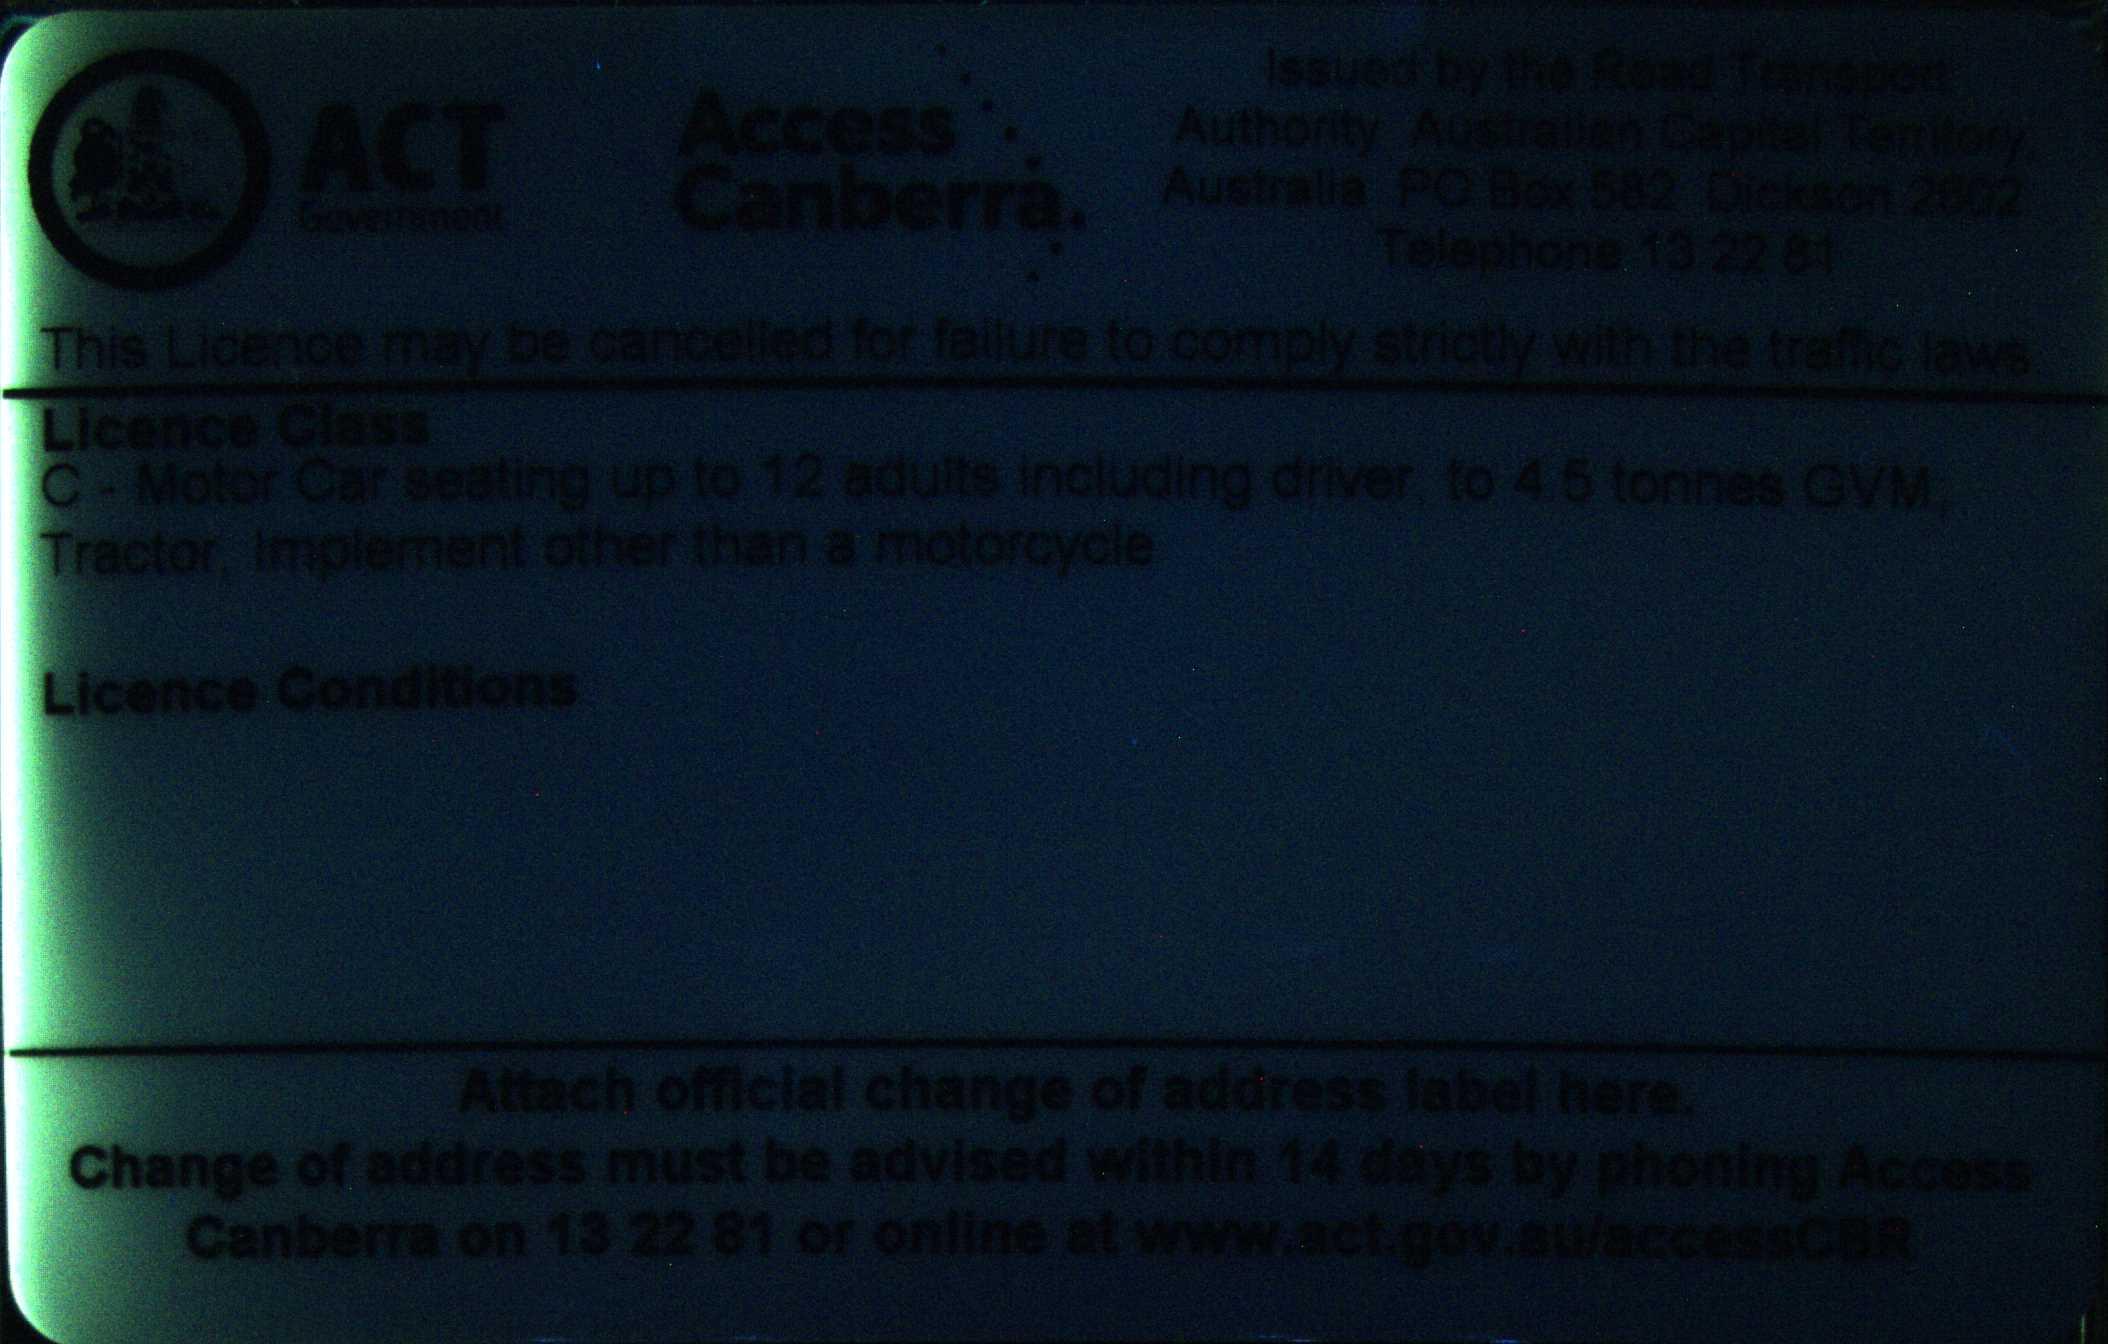 ACT
Government
Access
Canberra.
Issued by the Road Transport
Authority, Australian Capital Territory,
Australia PO Box 582 Dickson 2602
Telephone 13 22 81
This Licence may be cancelled for failure to comply strictly with the traffic laws.
Licence Class
C - Motor Car seating up to 12 adults including driver, to 4.5 tonnes GVM,
Tractor, Implement other than a motorcycle
Licence Conditions
Attach official change of address label here.
Change of address must be advised within 14 days by phoning Access
Canberra on 13 22 81 or online at www.act.gov.au/accessCBR